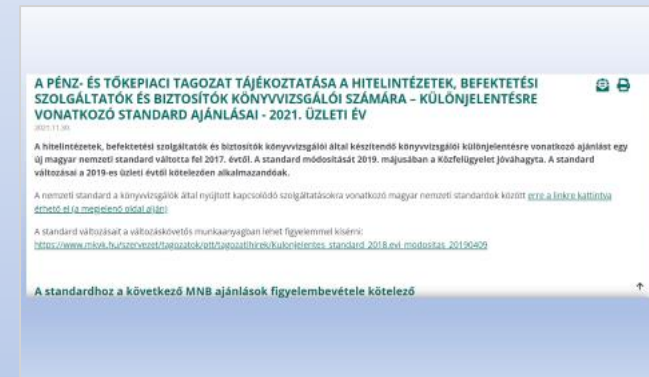 A PÉNZ- ÉS TŐKEPIACI TAGOZAT TÁJÉKOZTATÁSA A HITELINTÉZETEK, BEFEKTETÉSI
SZOLGÁLTATÓK ÉS BIZTOSÍTÓK KÖNYVVIZSGÁLÓI SZÁMÁRA – KÜLÖNJELENTÉSRE
VONATKOZÓ STANDARD AJÁNLÁSAI - 2021. ÜZLETI ÉV
2021.11.30.
A hitelintézetek, befektetési szolgáltatók és biztosítók könyvvizsgálói által készítendő könyvvizsgálói különjelentésre vonatkozó ajánlást egy
új magyar nemzeti standard váltotta fel 2017. évtől. A standard módosítását 2019. májusában a Közfelügyelet jóváhagyta. A standard
változásai a 2019-es üzleti évtől kötelezően alkalmazandóak.
A nemzeti standard a könyvvizsgálók által nyújtott kapcsolódó szolgáltatásokra vonatkozó magyar nemzeti standardok között erre a linkre kattintva
érhető el (a megjelenő oldal alján)
A standard változásait a változáskövetős munkaanyagban lehet figyelemmel kísérni:
https://www.mkvk.hu/szervezet/tagozatok/ptt/tagozatihirek/Kulonjelentes_standard_2018.evi_modositas_20190409
A standardhoz a következő MNB ajánlások figyelembevétele kötelező